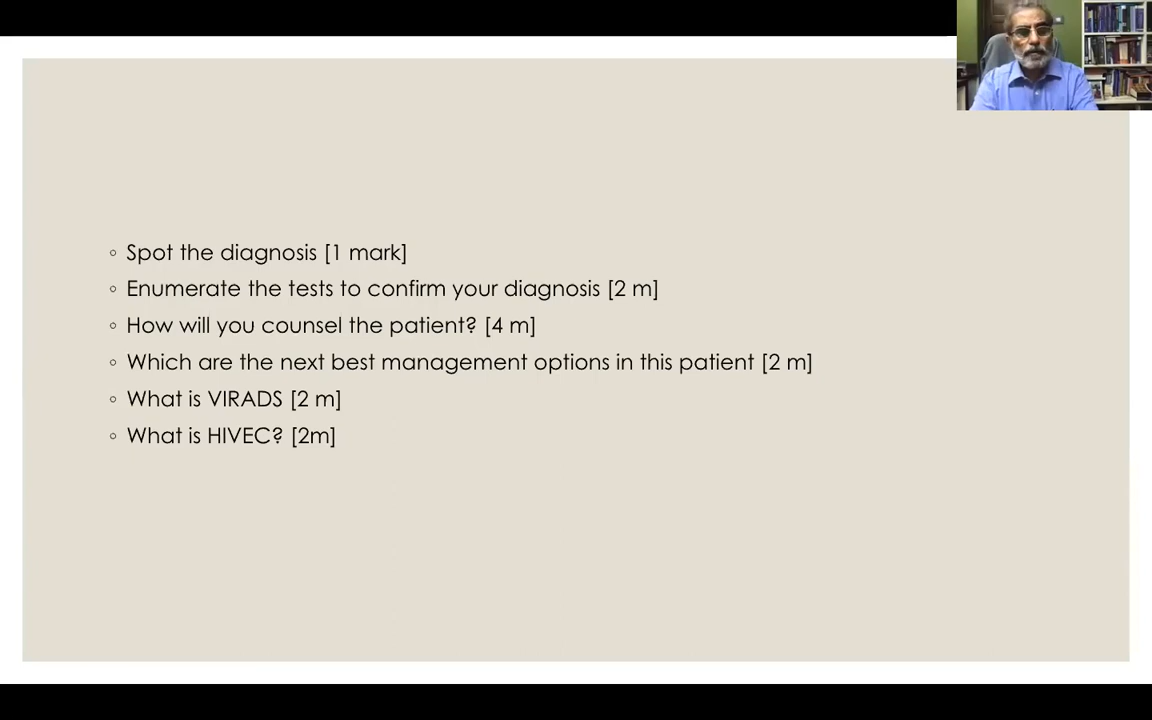 ◦ Spot the diagnosis [1 mark]
◦ Enumerate the tests to confirm your diagnosis [2 m]
◦ How will you counsel the patient? [4 m]
◦ Which are the next best management options in this patient [2 m]
◦ What is VIRADS [2 m]
◦ What is HIVEC? [2m]